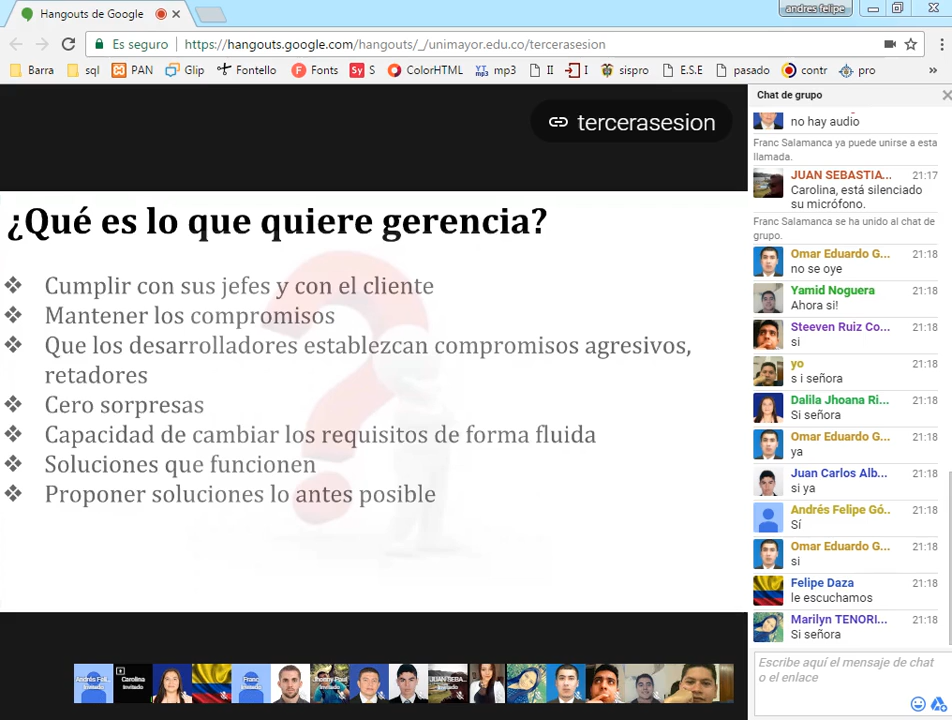 Hangouts de Google
andres felipe
Es seguro
https://hangouts.google.com/hangouts/_/unimayor.edu.co/tercerasesion
Barra sql PAN Glip Fontello Fonts S ColorHTML mp3 II I sispro E.S.E pasado contr pro »
Chat de grupo
tercerasesion
¿Qué es lo que quiere gerencia?
Cumplir con sus jefes y con el cliente
Mantener los compromisos
Que los desarrolladores establezcan compromisos agresivos,
retadores
Cero sorpresas
Capacidad de cambiar los requisitos de forma fluida
Soluciones que funcionen
Proponer soluciones lo antes posible
no hay audio
Franc Salamanca ya puede unirse a esta
llamada.
JUAN SEBASTIA... 21:17
Carolina, está silenciado
su micrófono.
Franc Salamanca se ha unido al chat de
grupo.
Omar Eduardo G... 21:18
no se oye
Yamid Noguera 21:18
Ahora si!
Steeven Ruiz Co... 21:18
si
yo 21:18
s i señora
Dalila Jhoana Ri... 21:18
Si señora
Omar Eduardo G... 21:18
ya
Juan Carlos Alb... 21:18
si ya
Andrés Felipe Gó.. 21:18
Sí
Omar Eduardo G... 21:18
si
Felipe Daza 21:18
le escuchamos
Marilyn TENORI... 21:18
Si señora
Escribe aquí el mensaje de chat
o el enlace
Andrés Feli...
Invitado
Carolina
Invitado
Franc
Jhonny Paul
JUAN SEBA...